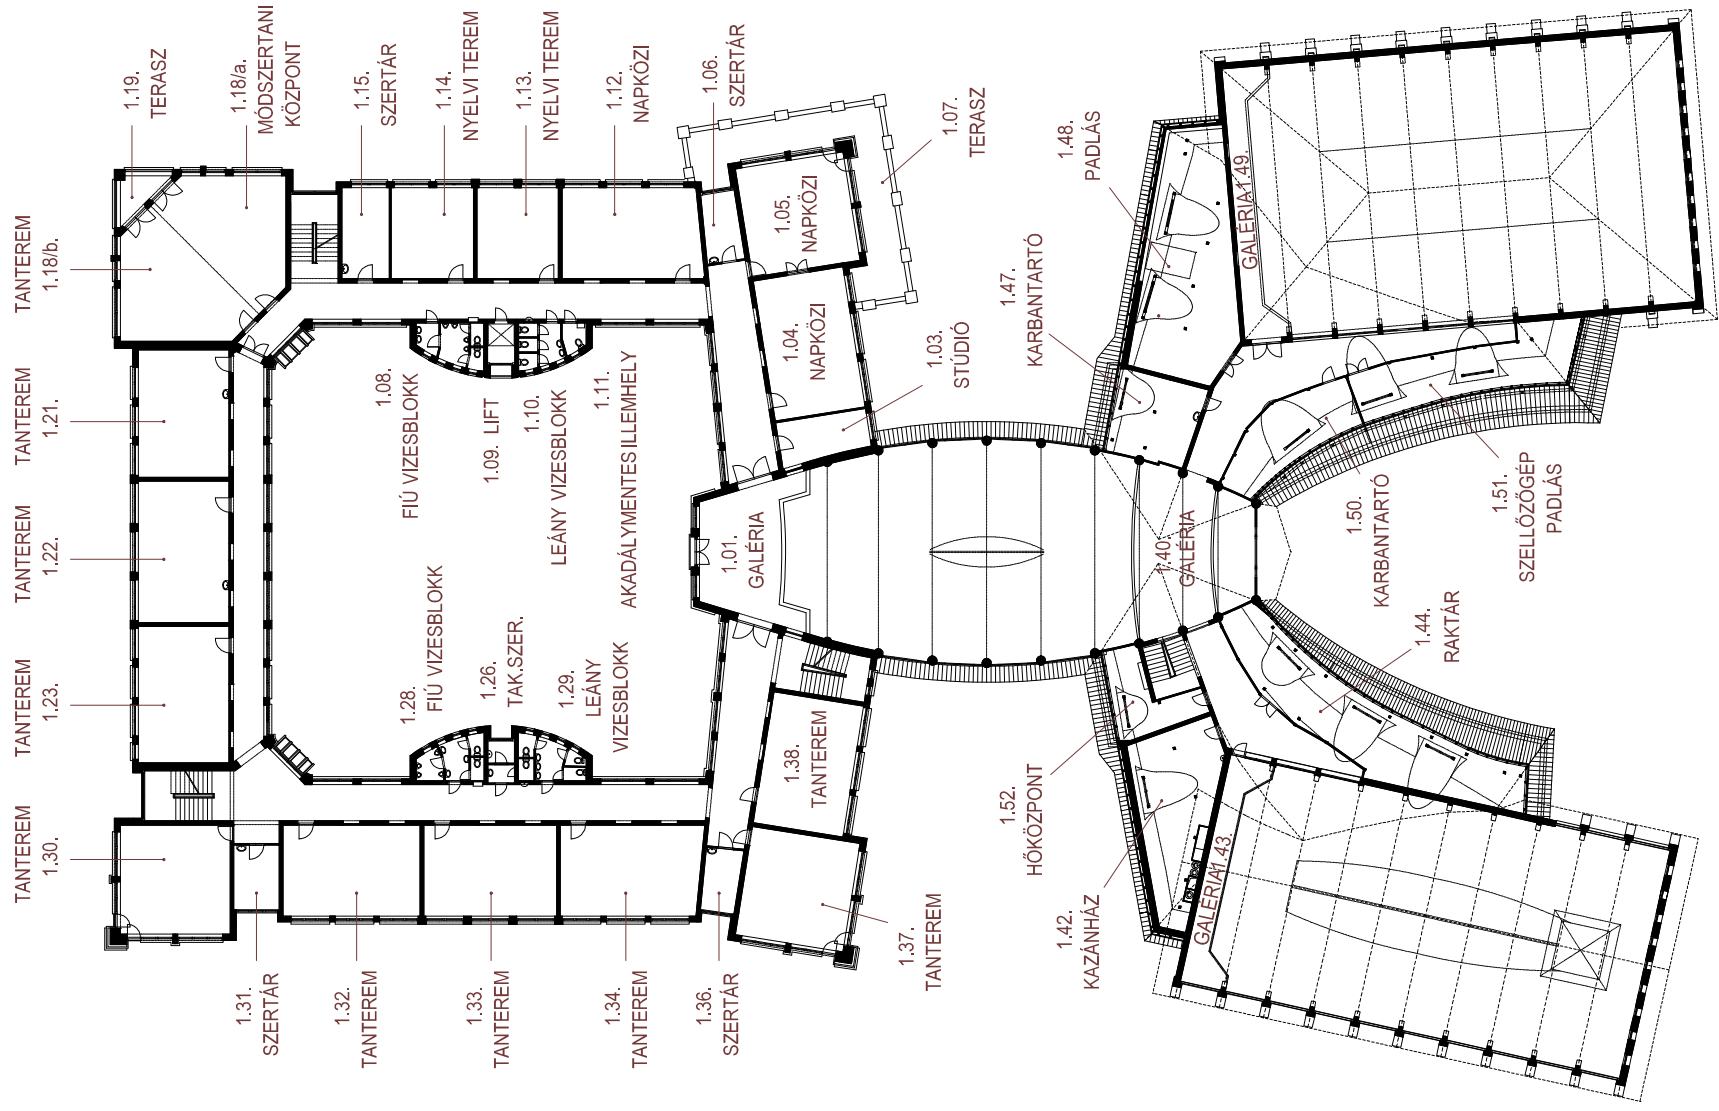 1.19.
TERASZ
1.18/a.
MÓDSZERTANI
KÖZPONT
1.15.
SZERTÁR
1.14.
NYELVI TEREM
1.13.
NYELVI TEREM
1.12.
NAPKÖZI
1.06.
SZERTÁR
1.07.
TERASZ
1.48.
PADLÁS
GALÉRIA1.49.
TANTEREM
1.18/b.
1.05.
NAPKÖZI
1.04.
NAPKÖZI
1.03.
STÚDIÓ
1.47.
KARBANTARTÓ
TANTEREM
1.21.
1.08.
FIÚ VIZESBLOKK
1.09. LIFT
1.10.
LEÁNY VIZESBLOKK
1.11.
AKADÁLYMENTES ILLEMHELY
TANTEREM
1.22.
1.01.
GALÉRIA
1.40.
GALÉRIA
1.50.
KARBANTARTÓ
1.51.
SZELLŐZŐGÉP
PADLÁS
TANTEREM
1.23.
1.28.
FIÚ VIZESBLOKK
1.26.
TAK.SZER.
1.29.
LEÁNY
VIZESBLOKK
1.44.
RAKTÁR
TANTEREM
1.30.
1.38.
TANTEREM
1.52.
HŐKÖZPONT
1.42.
KAZÁNHÁZ
GALÉRIA1.43.
1.31.
SZERTÁR
1.32.
TANTEREM
1.33.
TANTEREM
1.34.
TANTEREM
1.36.
SZERTÁR
1.37.
TANTEREM